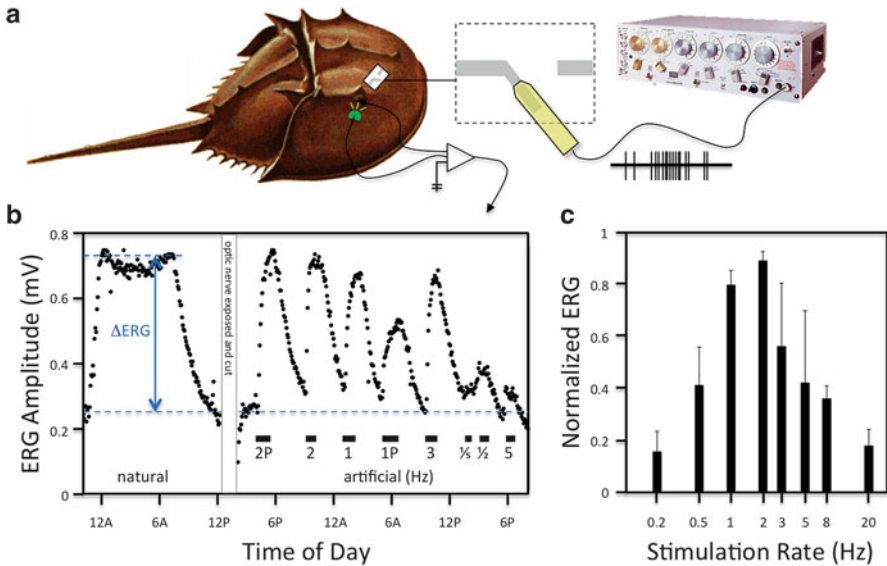 a
b
ERG Amplitude (mV)
0.8
0.6
0.4
0.2
0
ΔERG
natural
optic nerve exposed and cut
2P 2 1 1P 3 ⅕ ½ 5
artificial (Hz)
12A 6A 12P 6P 12A 6A 12P 6P
Time of Day
c
Normalized ERG
1
0.8
0.6
0.4
0.2
0
0.2 0.5 1 2 3 5 8 20
Stimulation Rate (Hz)